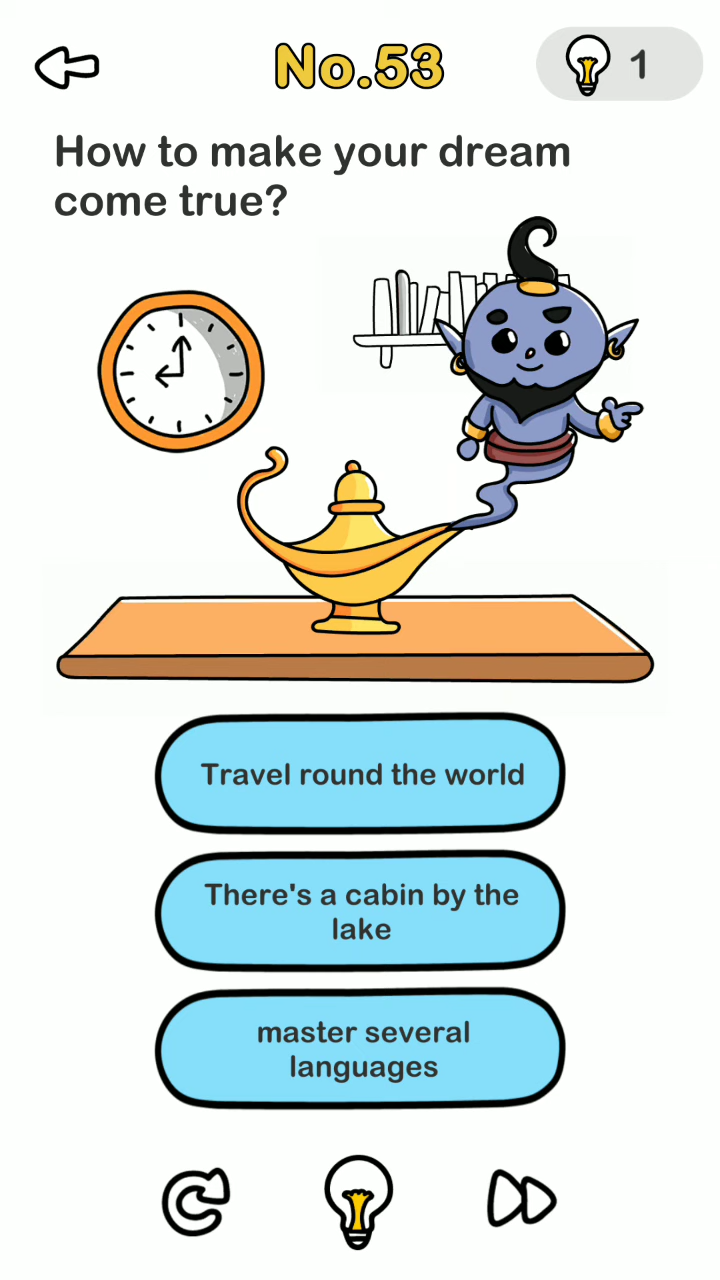 No.53
1
How to make your dream
come true?
Travel round the world
There's a cabin by the
lake
master several
languages